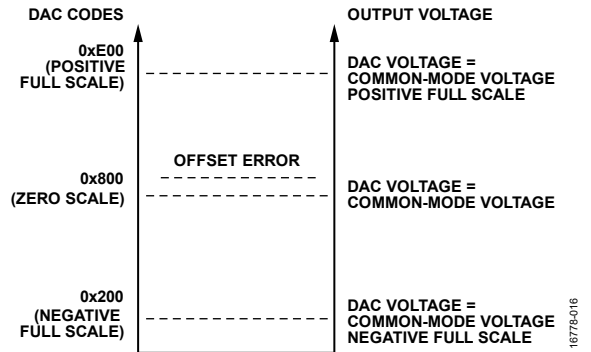 DAC CODES
OUTPUT VOLTAGE
0xE00
(POSITIVE
FULL SCALE)
DAC VOLTAGE =
COMMON-MODE VOLTAGE
POSITIVE FULL SCALE
OFFSET ERROR
0x800
(ZERO SCALE)
DAC VOLTAGE =
COMMON-MODE VOLTAGE
0x200
(NEGATIVE
FULL SCALE)
DAC VOLTAGE =
COMMON-MODE VOLTAGE
NEGATIVE FULL SCALE
16778-016